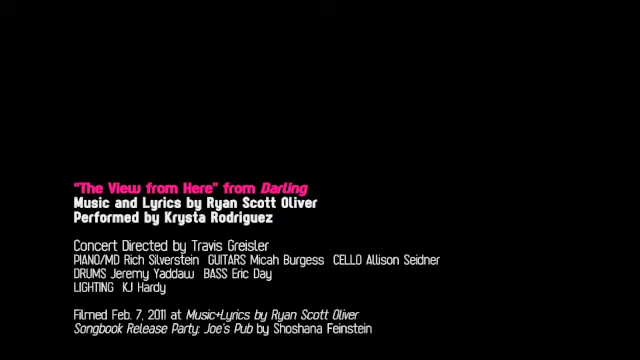 "The View from Here" from Darling
Music and Lyrics by Ryan Scott Oliver
Performed by Krysta Rodriguez
Concert Directed by Travis Greisler
PIANO/MD Rich Silverstein GUITARS Micah Burgess CELLO Allison Seidner
DRUMS Jeremy Yaddaw BASS Eric Day
LIGHTING KJ Hardy
Filmed Feb. 7, 2011 at Music+Lyrics by Ryan Scott Oliver
Songbook Release Party: Joe's Pub by Shoshana Feinstein